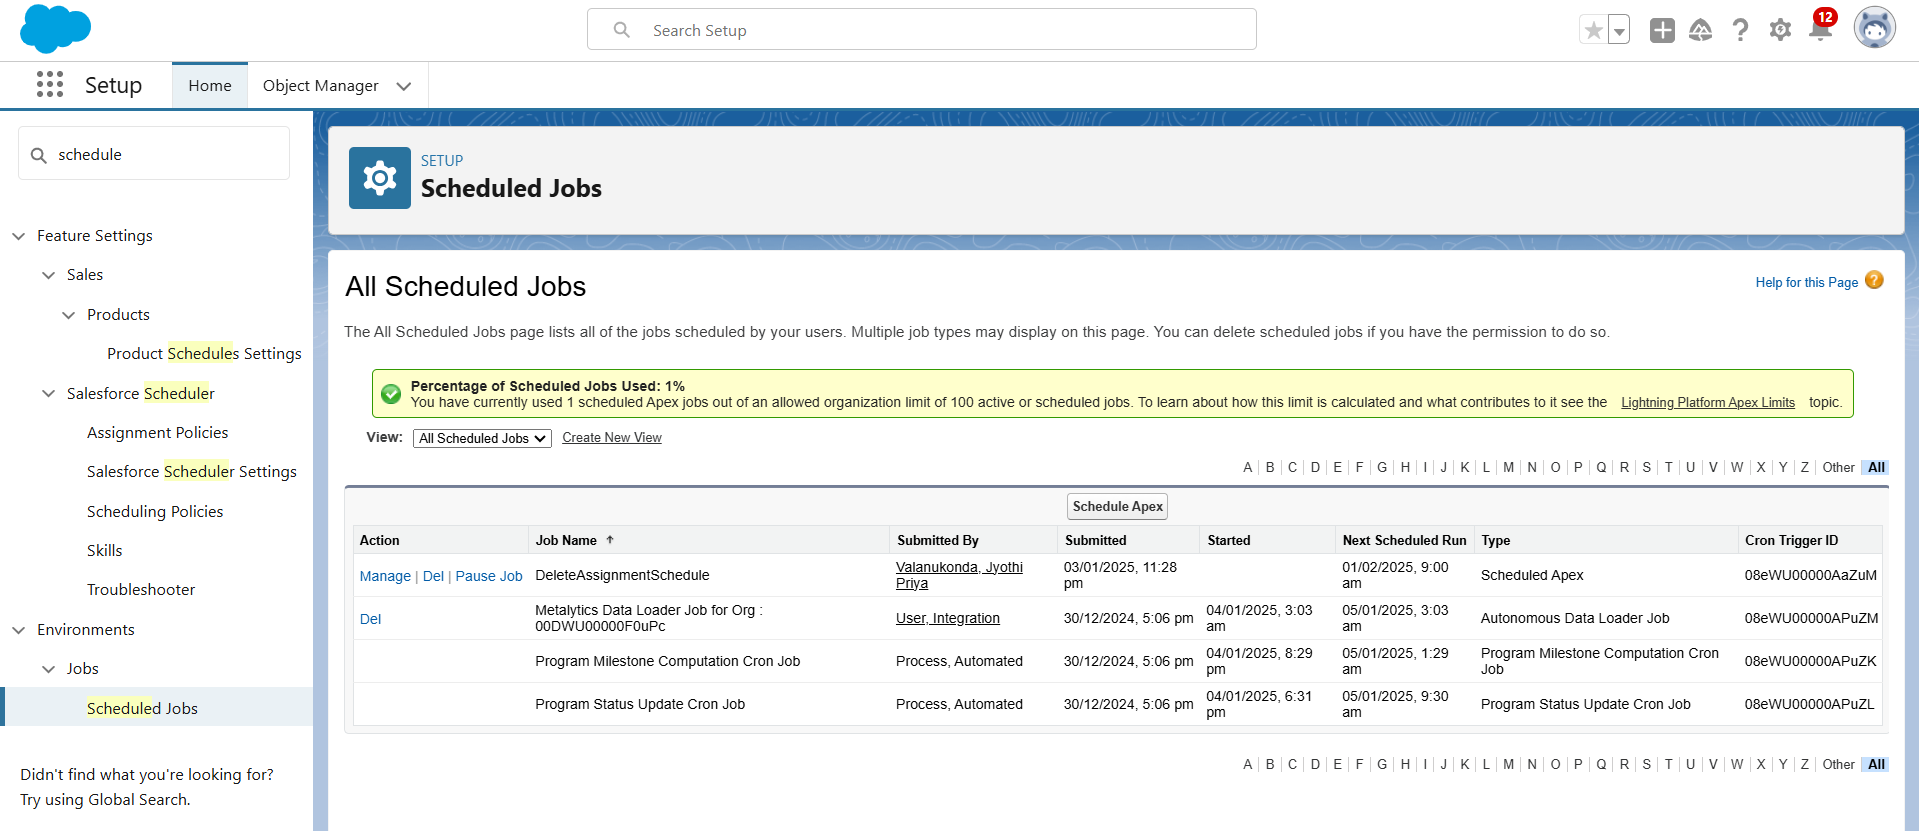 Search Setup
12
Setup
Home
Object Manager
schedule
Feature Settings
Sales
Products
Product Schedules Settings
Salesforce Scheduler
Assignment Policies
Salesforce Scheduler Settings
Scheduling Policies
Skills
Troubleshooter
Environments
Jobs
Scheduled Jobs
Didn't find what you're looking for?
Try using Global Search.
SETUP
Scheduled Jobs
All Scheduled Jobs
Help for this Page ?
The All Scheduled Jobs page lists all of the jobs scheduled by your users. Multiple job types may display on this page. You can delete scheduled jobs if you have the permission to do so.
Percentage of Scheduled Jobs Used: 1%
You have currently used 1 scheduled Apex jobs out of an allowed organization limit of 100 active or scheduled jobs. To learn about how this limit is calculated and what contributes to it see the Lightning Platform Apex Limits topic.
View: All Scheduled Jobs Create New View
A | B | C | D | E | F | G | H | I | J | K | L | M | N | O | P | Q | R | S | T | U | V | W | X | Y | Z | Other All
Schedule Apex
Action Job Name ↑ Submitted By Submitted Started Next Scheduled Run Type Cron Trigger ID
Manage | Del | Pause Job DeleteAssignmentSchedule Valanukonda, Jyothi Priya 03/01/2025, 11:28 pm 01/02/2025, 9:00 am Scheduled Apex 08eWU00000AaZuM
Del Metalytics Data Loader Job for Org : 00DWU00000F0uPc User, Integration 30/12/2024, 5:06 pm 04/01/2025, 3:03 am 05/01/2025, 3:03 am Autonomous Data Loader Job 08eWU00000APuZM
Program Milestone Computation Cron Job Process, Automated 30/12/2024, 5:06 pm 04/01/2025, 8:29 pm 05/01/2025, 1:29 am Program Milestone Computation Cron Job 08eWU00000APuZK
Program Status Update Cron Job Process, Automated 30/12/2024, 5:06 pm 04/01/2025, 6:31 pm 05/01/2025, 9:30 am Program Status Update Cron Job 08eWU00000APuZL
A | B | C | D | E | F | G | H | I | J | K | L | M | N | O | P | Q | R | S | T | U | V | W | X | Y | Z | Other All